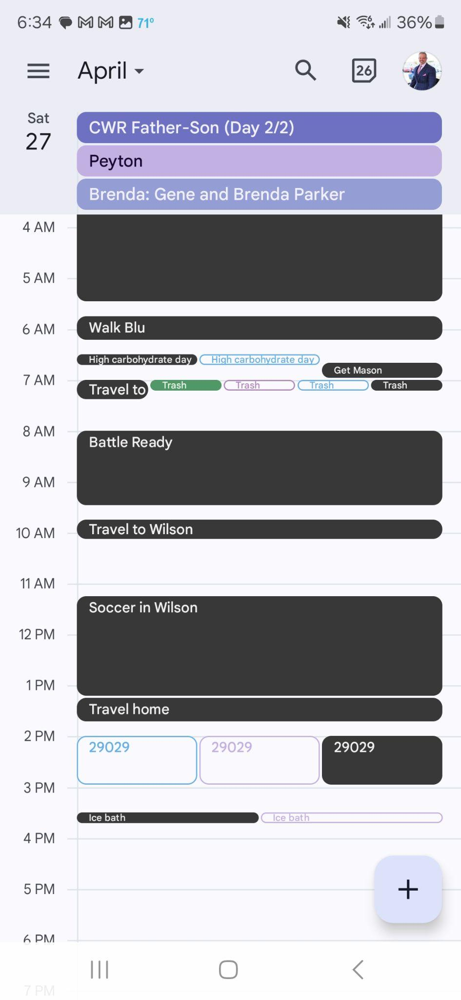 6:34 71° 6 36%
April 26
Sat
27
CWR Father-Son (Day 2/2)
Peyton
Brenda: Gene and Brenda Parker
4 AM
5 AM
6 AM
Walk Blu
High carbohydrate day High carbohydrate day
Get Mason
7 AM
Travel to Trash Trash Trash Trash
8 AM
Battle Ready
9 AM
10 AM
Travel to Wilson
11 AM
Soccer in Wilson
12 PM
1 PM
Travel home
2 PM
29029 29029 29029
3 PM
Ice bath Ice bath
4 PM
5 PM
6 PM
7 PM